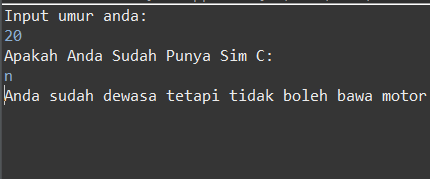 Input umur anda:
20
Apakah Anda Sudah Punya Sim C:
n
Anda sudah dewasa tetapi tidak boleh bawa motor